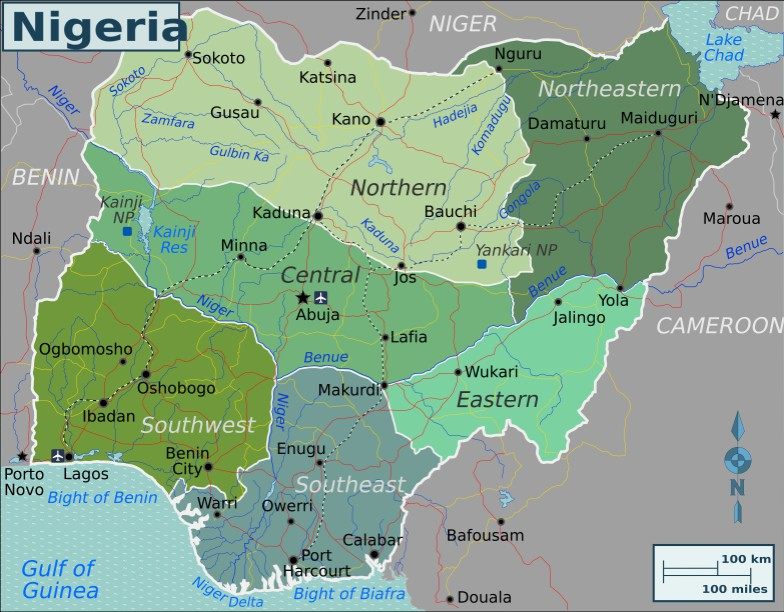 Nigeria
Zinder
NIGER
CHAD
Lake
Chad
Sokoto
Katsina
Nguru
Sokoto
Niger
Gusau
Zamfara
Kano
Hadejia
Komadugu
Northeastern
N'Djamena
Damaturu
Maiduguri
Gulbin Ka
BENIN
Northern
Kainji
NP
Kainji
Res
Kaduna
Bauchi
Gongola
Maroua
Ndali
Minna
Kaduna
Yankari NP
Benue
Central
Jos
Benue
Abuja
Niger
Yola
Jalingo
CAMEROON
Lafia
Ogbomosho
Benue
Oshobogo
Makurdi
Wukari
Ibadan
Niger
Eastern
Southwest
Enugu
Benin
City
Lagos
Porto
Novo
Bight of Benin
Southeast
Warri
Owerri
N
Calabar
Bafousam
Port
Harcourt
Gulf of
Guinea
Niger Delta
Bight of Biafra
Douala
100 km
100 miles